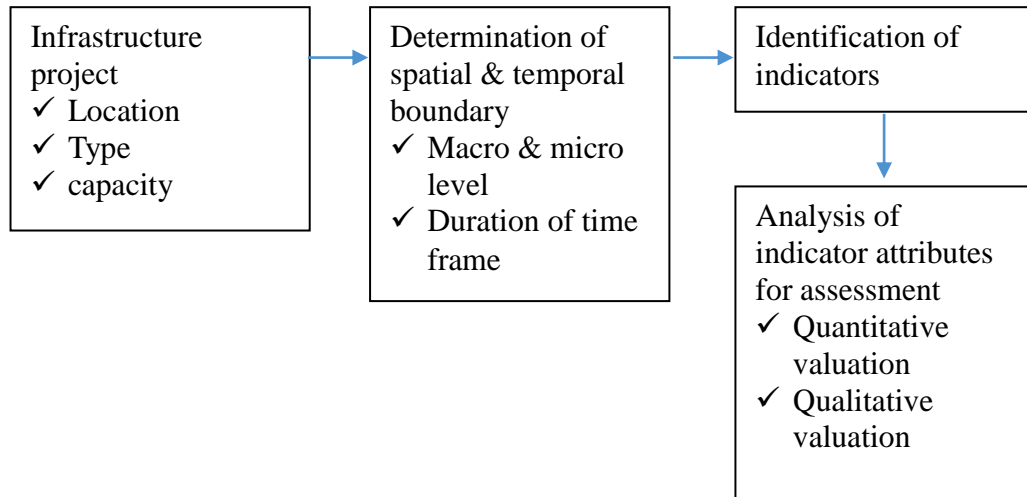 Infrastructure
project
✓ Location
✓ Type
✓ capacity
Determination of
spatial & temporal
boundary
✓ Macro & micro
level
✓ Duration of time
frame
Identification of
indicators
Analysis of
indicator attributes
for assessment
✓ Quantitative
valuation
✓ Qualitative
valuation